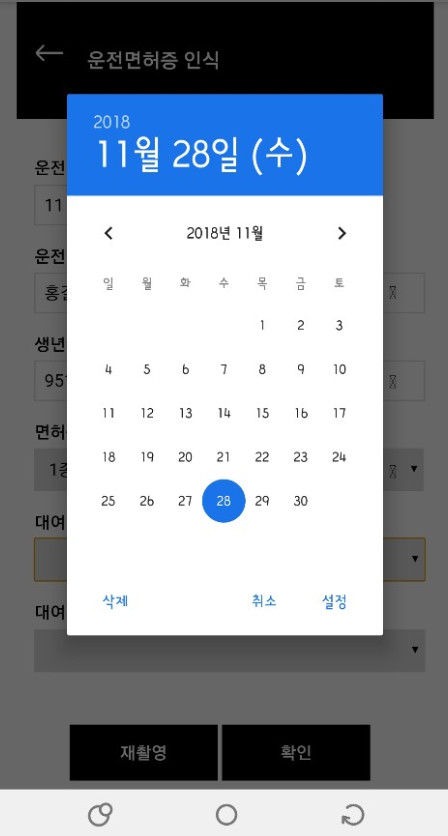 운전면허증 인식
2018
11월 28일 (수)
2018년 11월
일 월 화 수 목 금 토
1 2 3
4 5 6 7 8 9 10
11 12 13 14 15 16 17
18 19 20 21 22 23 24
25 26 27 28 29 30
삭제 취소 설정
운전
11
운전
생년
95
면허
대여
대여
재촬영 확인